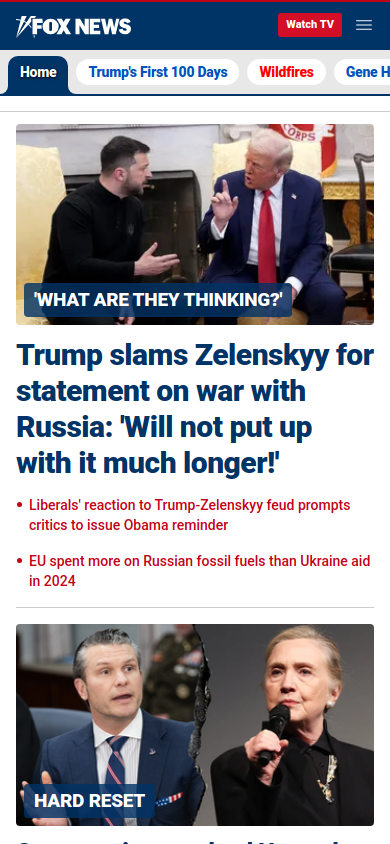 FOX NEWS
Watch TV
Home
Trump's First 100 Days
Wildfires
Gene H
CORPS
'WHAT ARE THEY THINKING?'
Trump slams Zelenskyy for
statement on war with
Russia: 'Will not put up
with it much longer!'
• Liberals' reaction to Trump-Zelenskyy feud prompts
critics to issue Obama reminder
• EU spent more on Russian fossil fuels than Ukraine aid
in 2024
HARD RESET